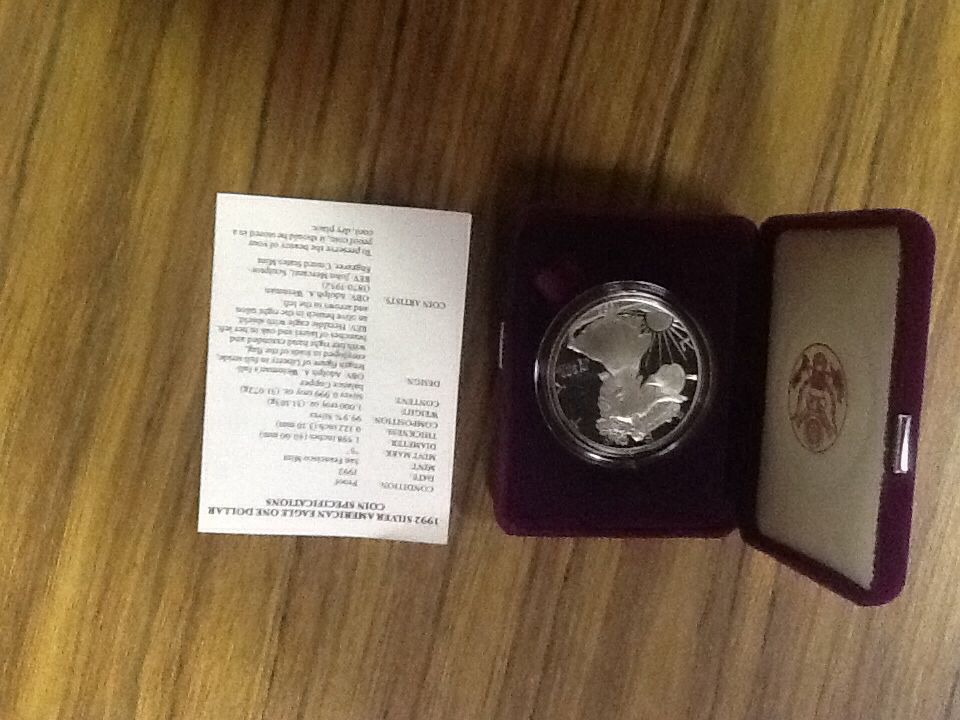 1992 SILVER AMERICAN EAGLE ONE DOLLAR
COIN SPECIFICATIONS
CONDITION: Proof
DATE: 1992
MINT: San Francisco Mint
MINT MARK: "S"
DIAMETER: 1.598 inches (40.60 mm)
THICKNESS: 0.122 inch (3.10 mm)
COMPOSITION: 99.9% Silver
WEIGHT: 1.000 troy oz. (31.103g)
CONTENT: Silver 0.999 troy oz. (31.072g)
balance Copper
DESIGN: OBV: Adolph A. Weinman's full-
length figure of Liberty in full stride,
enveloped in folds of the flag,
with right hand extended and
branches of laurel and oak in her left.
REV: Heraldic eagle with shield,
an olive branch in the right talon
and arrows in the left.
COIN ARTISTS: OBV: Adolph A. Weinman
(1870-1952)
REV: John Mercanti, Sculptor-
Engraver, United States Mint
To preserve the beauty of your
proof coin, it should be stored in a
cool, dry place.